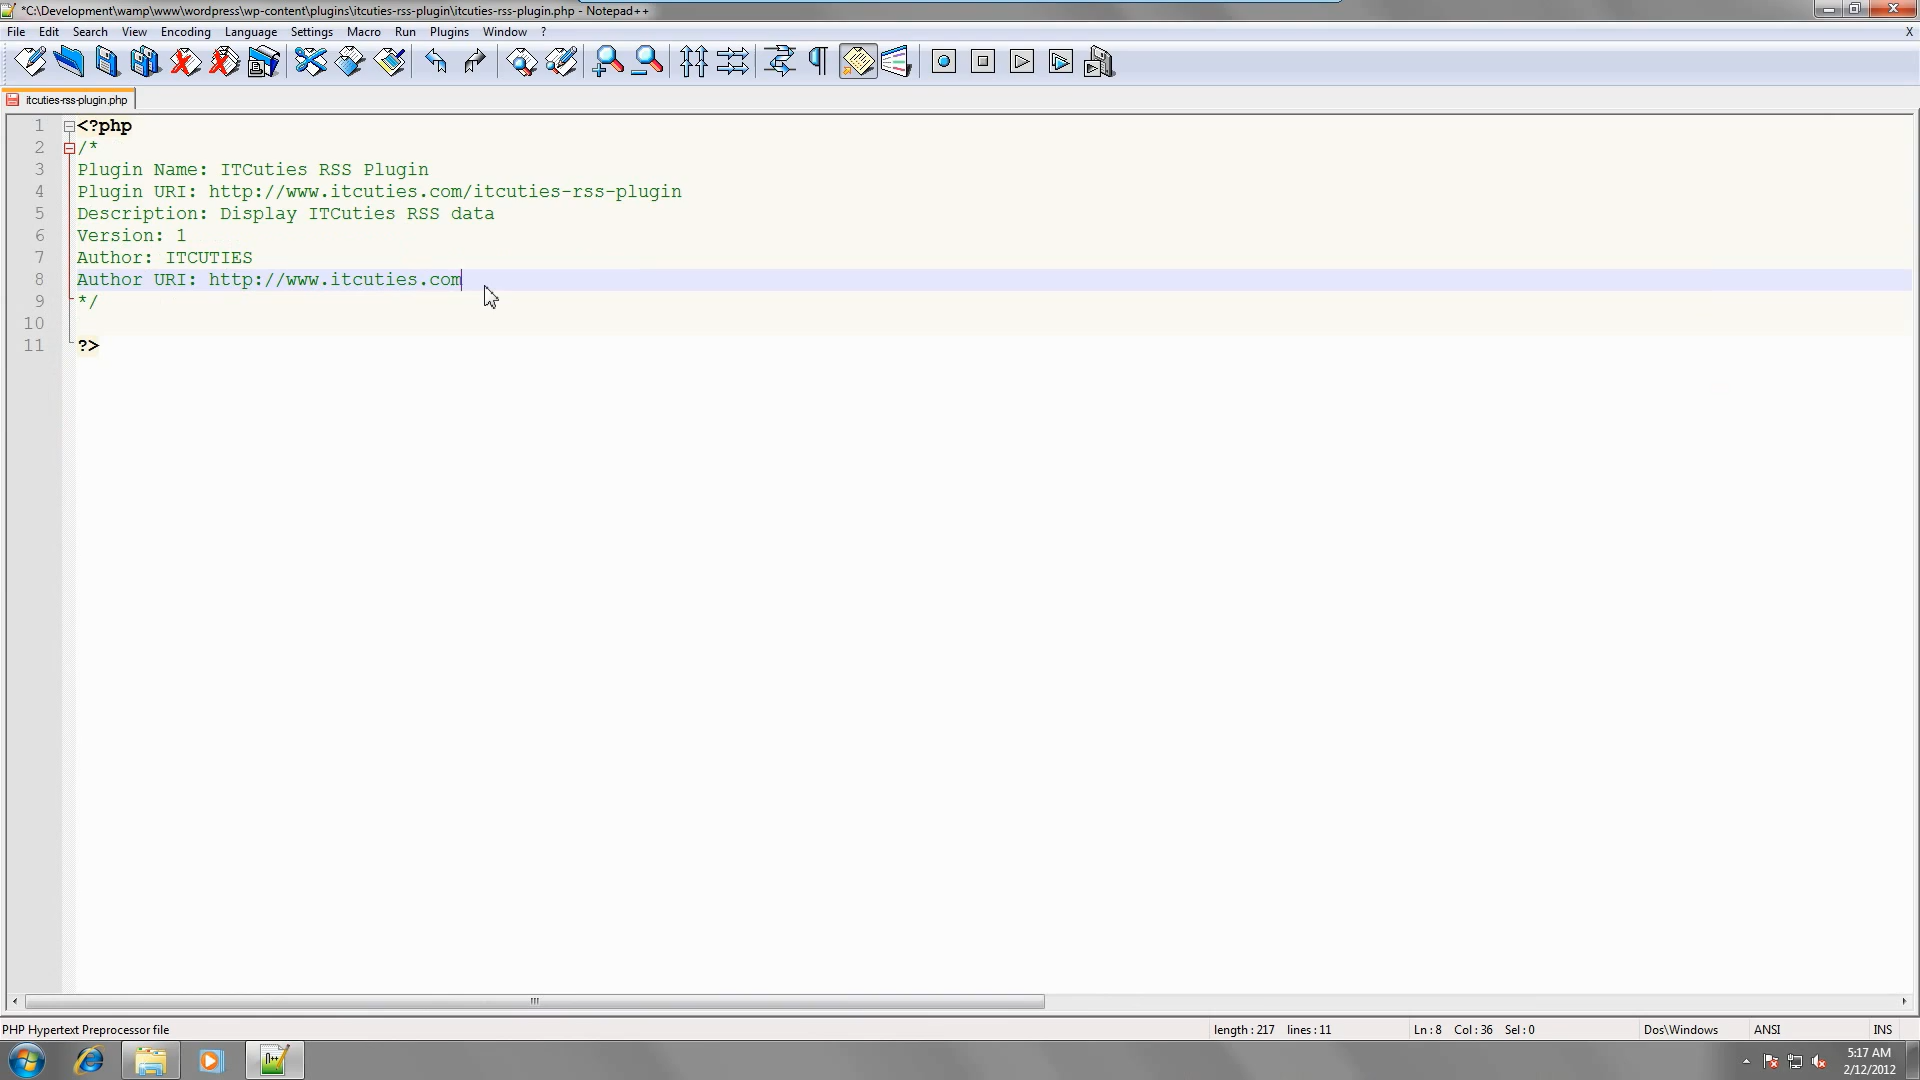 *C:\Development\wamp\www\wordpress\wp-content\plugins\itcuties-rss-plugin\itcuties-rss-plugin.php - Notepad++
File Edit Search View Encoding Language Settings Macro Run Plugins Window ? X
itcuties-rss-plugin.php
1 <?php
2 /*
3 Plugin Name: ITCuties RSS Plugin
4 Plugin URI: http://www.itcuties.com/itcuties-rss-plugin
5 Description: Display ITCuties RSS data
6 Version: 1
7 Author: ITCUTIES
8 Author URI: http://www.itcuties.com
9 */
10
11 ?>
PHP Hypertext Preprocessor file length : 217 lines : 11 Ln : 8 Col : 36 Sel : 0 Dos\Windows ANSI INS
5:17 AM
2/12/2012